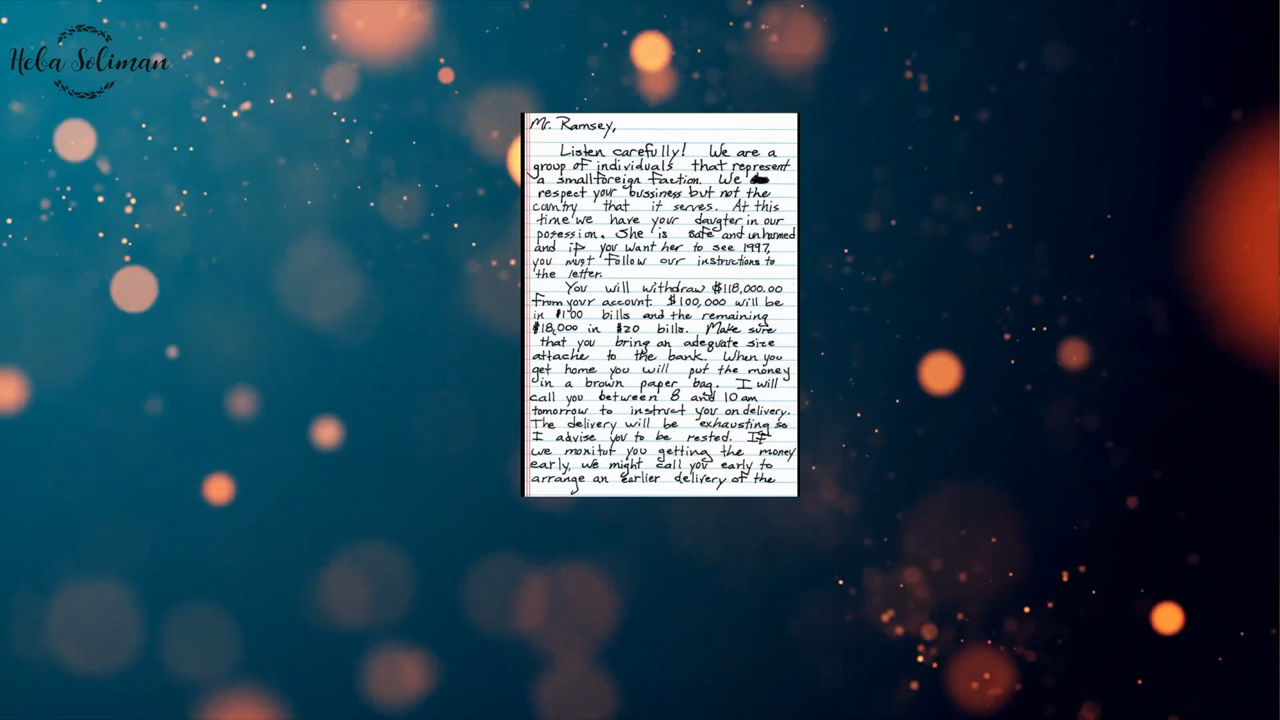 HeBa Soliman
Mr. Ramsey,
Listen carefully! We are a
group of individuals that represent
a small foreign faction. We
respect your bussiness but not the
country that it serves. At this
time we have your daugter in our
posession. She is safe and unharmed
and if you want her to see 1997,
you must follow our instructions to
the letter.
You will withdraw $118,000.00
from your account. $100,000 will be
in $100 bills and the remaining
$18,000 in $20 bills. Make sure
that you bring an adequate size
attache to the bank. When you
get home you will put the money
in a brown paper bag. I will
call you between 8 and 10 am
tomorrow to instruct you on delivery.
The delivery will be exhausting so
I advise you to be rested. If
we monitor you getting the money
early, we might call you early to
arrange an earlier delivery of the